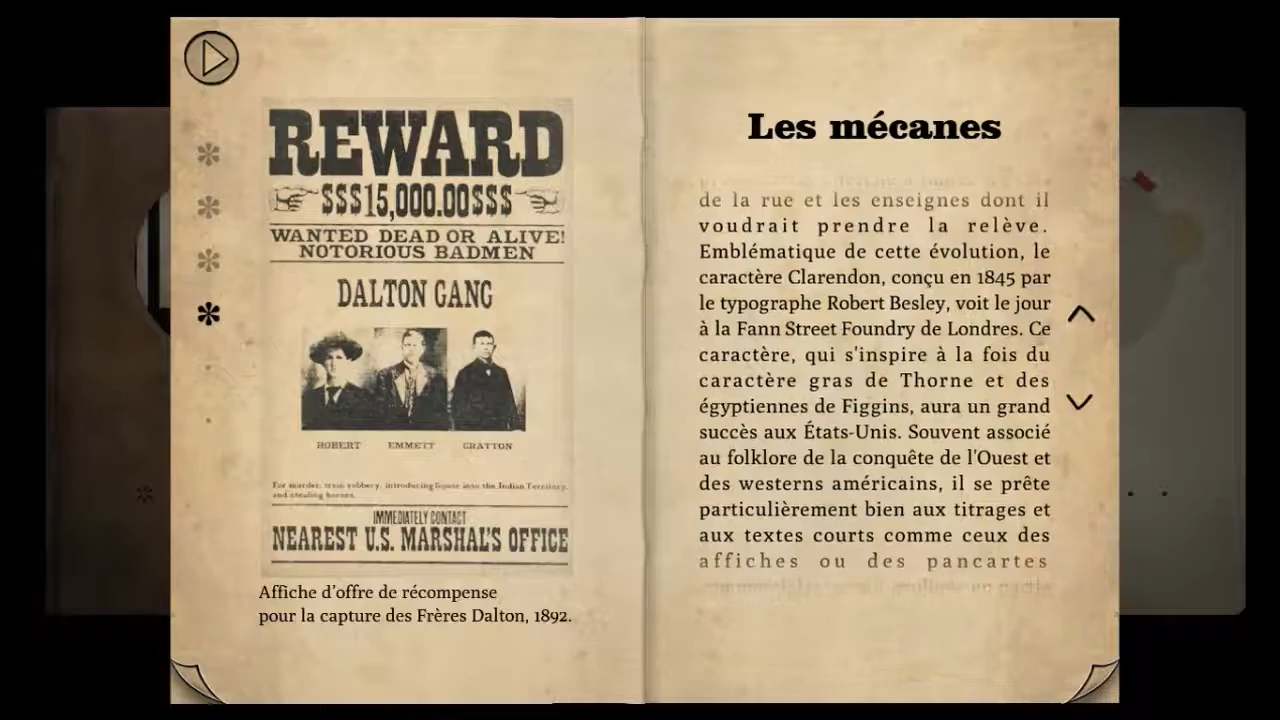 REWARD
$$$15,000.00$$$
WANTED DEAD OR ALIVE!
NOTORIOUS BADMEN
DALTON GANG
ROBERT EMMETT GRATTON
For murder, train robbery, introducing liquor into the Indian Territory,
and stealing horses.
IMMEDIATELY CONTACT
NEAREST U.S. MARSHAL'S OFFICE
Affiche d'offre de récompense
pour la capture des Frères Dalton, 1892.
Les mécanes
de la rue et les enseignes dont il
voudrait prendre la relève.
Emblématique de cette évolution, le
caractère Clarendon, conçu en 1845 par
le typographe Robert Besley, voit le jour
à la Fann Street Foundry de Londres. Ce
caractère, qui s'inspire à la fois du
caractère gras de Thorne et des
égyptiennes de Figgins, aura un grand
succès aux États-Unis. Souvent associé
au folklore de la conquête de l'Ouest et
des westerns américains, il se prête
particulièrement bien aux titrages et
aux textes courts comme ceux des
affiches ou des pancartes